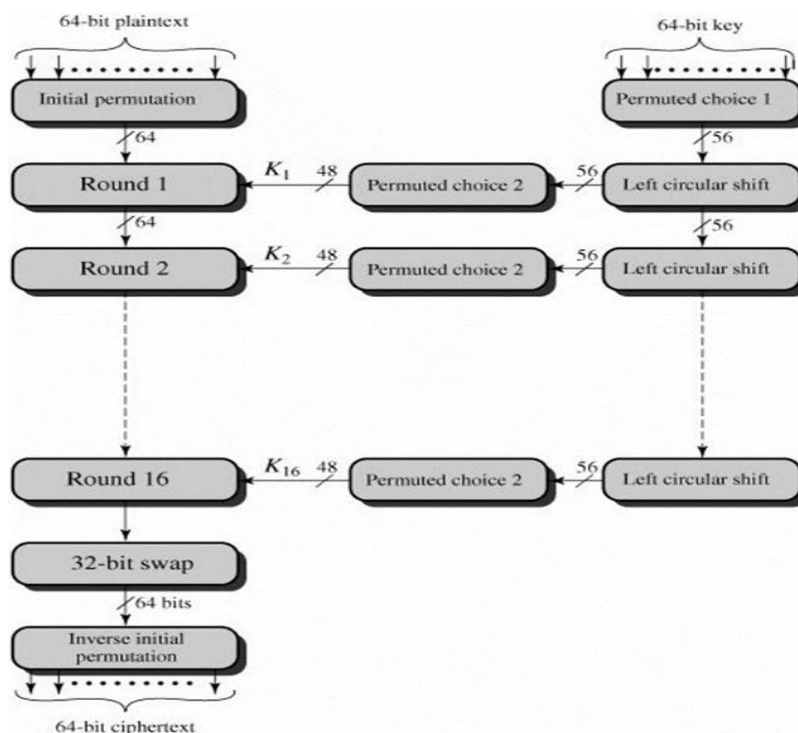 64-bit plaintext
64-bit key
Initial permutation
Permuted choice 1
64
56
Round 1
K1
48
Permuted choice 2
56
Left circular shift
64
56
Round 2
K2
48
Permuted choice 2
56
Left circular shift
Round 16
K16
48
Permuted choice 2
56
Left circular shift
32-bit swap
64 bits
Inverse initial
permutation
64-bit ciphertext